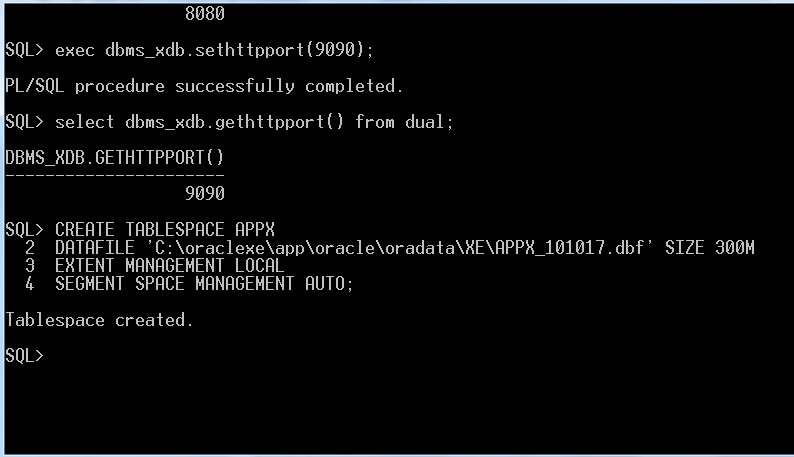 8080
SQL> exec dbms_xdb.sethttpport(9090);
PL/SQL procedure successfully completed.
SQL> select dbms_xdb.gethttpport() from dual;
DBMS_XDB.GETHTTPPORT()
----------------------
9090
SQL> CREATE TABLESPACE APPX
2 DATAFILE 'C:\oraclexe\app\oracle\oradata\XE\APPX_101017.dbf' SIZE 300M
3 EXTENT MANAGEMENT LOCAL
4 SEGMENT SPACE MANAGEMENT AUTO;
Tablespace created.
SQL>